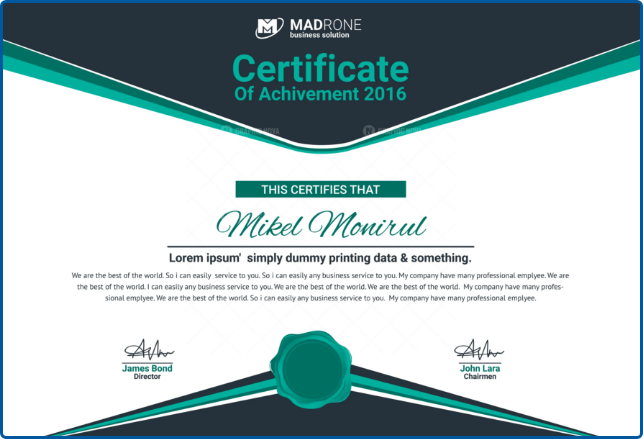 MADRONE
business solution
Certificate
Of Achivement 2016
THIS CERTIFIES THAT
Mikel Monirul
Lorem ipsum' simply dummy printing data & something.
We are the best of the world. So i can easily service to you. So i can easily any business service to you. My company have many professional emplyee. We are
the best of the world. I can easily any business service to you. We are the best of the world. We are the best of the world. My company have many profes-
sional emplyee. We are the best of the world. So i can easily any business service to you. My company have many professional emplyee.
James Bond
Director
John Lara
Chairmen